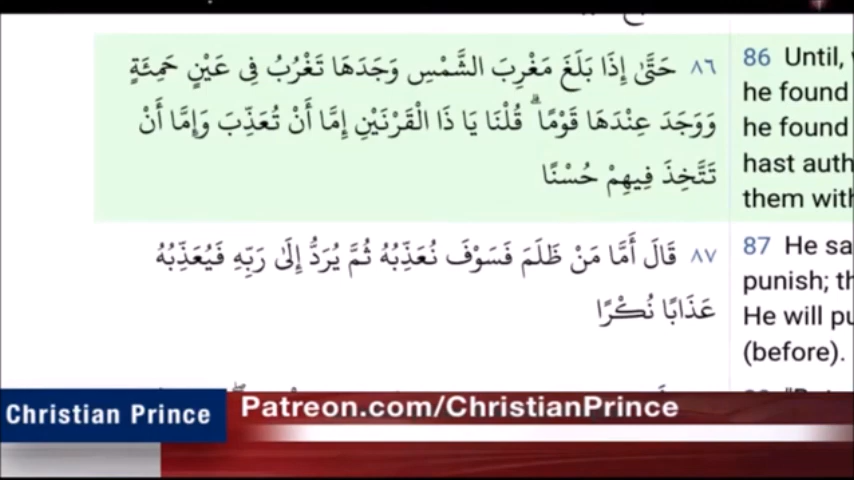 ٨٦ حَتَّىٰ إِذَا بَلَغَ مَغْرِبَ الشَّمْسِ وَجَدَهَا تَغْرُبُ فِي عَيْنٍ حَمِئَةٍ
وَوَجَدَ عِنْدَهَا قَوْمًا ۗ قُلْنَا يَا ذَا الْقَرْنَيْنِ إِمَّا أَنْ تُعَذِّبَ وَإِمَّا أَنْ
تَتَّخِذَ فِيهِمْ حُسْنًا
86 Until,
he found
he found
hast auth
them with
٨٧ قَالَ أَمَّا مَنْ ظَلَمَ فَسَوْفَ نُعَذِّبُهُ ثُمَّ يُرَدُّ إِلَىٰ رَبِّهِ فَيُعَذِّبُهُ
عَذَابًا نُكْرًا
87 He sa
punish; th
He will pu
(before).
Christian Prince
Patreon.com/ChristianPrince